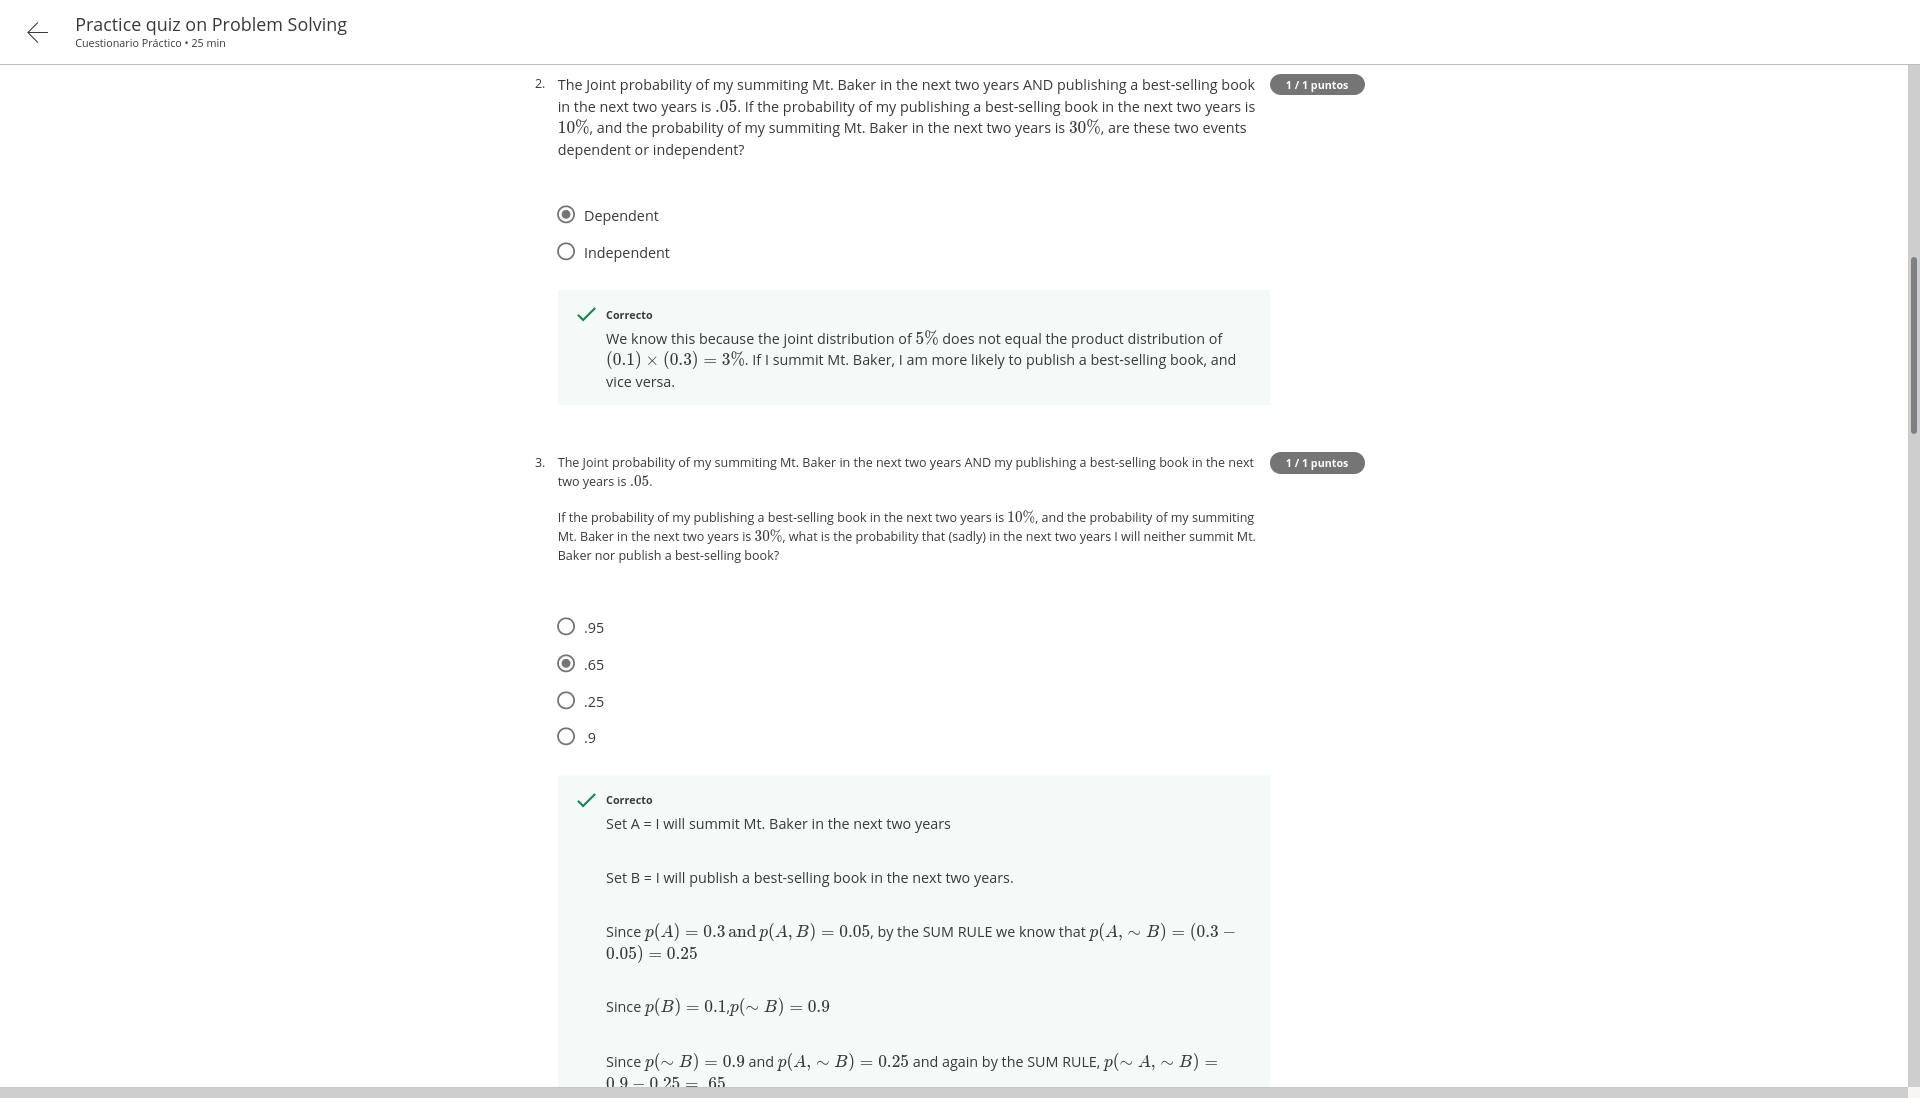 Practice quiz on Problem Solving
Cuestionario Práctico • 25 min
2. The Joint probability of my summiting Mt. Baker in the next two years AND publishing a best-selling book
in the next two years is .05. If the probability of my publishing a best-selling book in the next two years is
10%, and the probability of my summiting Mt. Baker in the next two years is 30%, are these two events
dependent or independent?
1 / 1 puntos
Dependent
Independent
Correcto
We know this because the joint distribution of 5% does not equal the product distribution of
(0.1) × (0.3) = 3%. If I summit Mt. Baker, I am more likely to publish a best-selling book, and
vice versa.
3. The Joint probability of my summiting Mt. Baker in the next two years AND my publishing a best-selling book in the next
two years is .05.
1 / 1 puntos
If the probability of my publishing a best-selling book in the next two years is 10%, and the probability of my summiting
Mt. Baker in the next two years is 30%, what is the probability that (sadly) in the next two years I will neither summit Mt.
Baker nor publish a best-selling book?
.95
.65
.25
.9
Correcto
Set A = I will summit Mt. Baker in the next two years
Set B = I will publish a best-selling book in the next two years.
Since p(A) = 0.3 and p(A, B) = 0.05, by the SUM RULE we know that p(A, ∼ B) = (0.3 −
0.05) = 0.25
Since p(B) = 0.1,p(∼ B) = 0.9
Since p(∼ B) = 0.9 and p(A, ∼ B) = 0.25 and again by the SUM RULE, p(∼ A, ∼ B) =
0.9 − 0.25 = .65